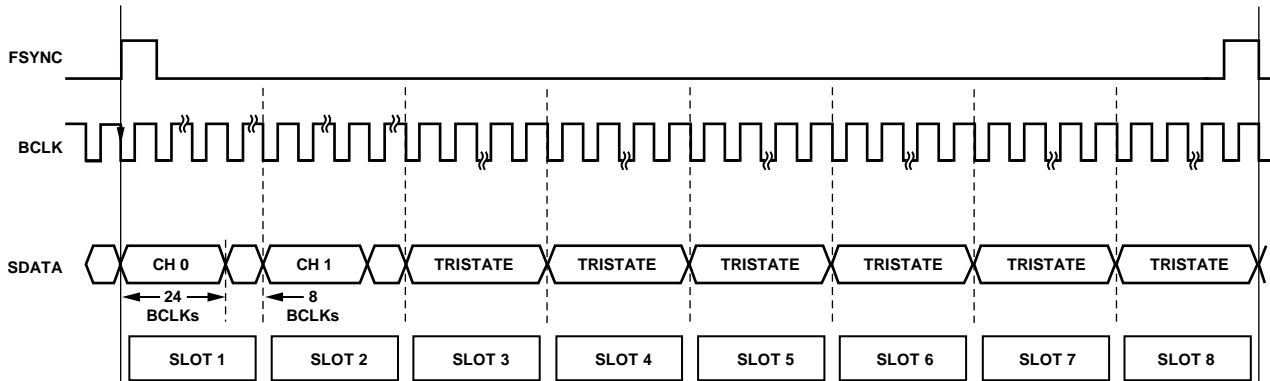 FSYNC
BCLK
SDATA
CH 0
CH 1
TRISTATE
TRISTATE
TRISTATE
TRISTATE
TRISTATE
TRISTATE
24
BCLKs
8
BCLKs
SLOT 1
SLOT 2
SLOT 3
SLOT 4
SLOT 5
SLOT 6
SLOT 7
SLOT 8